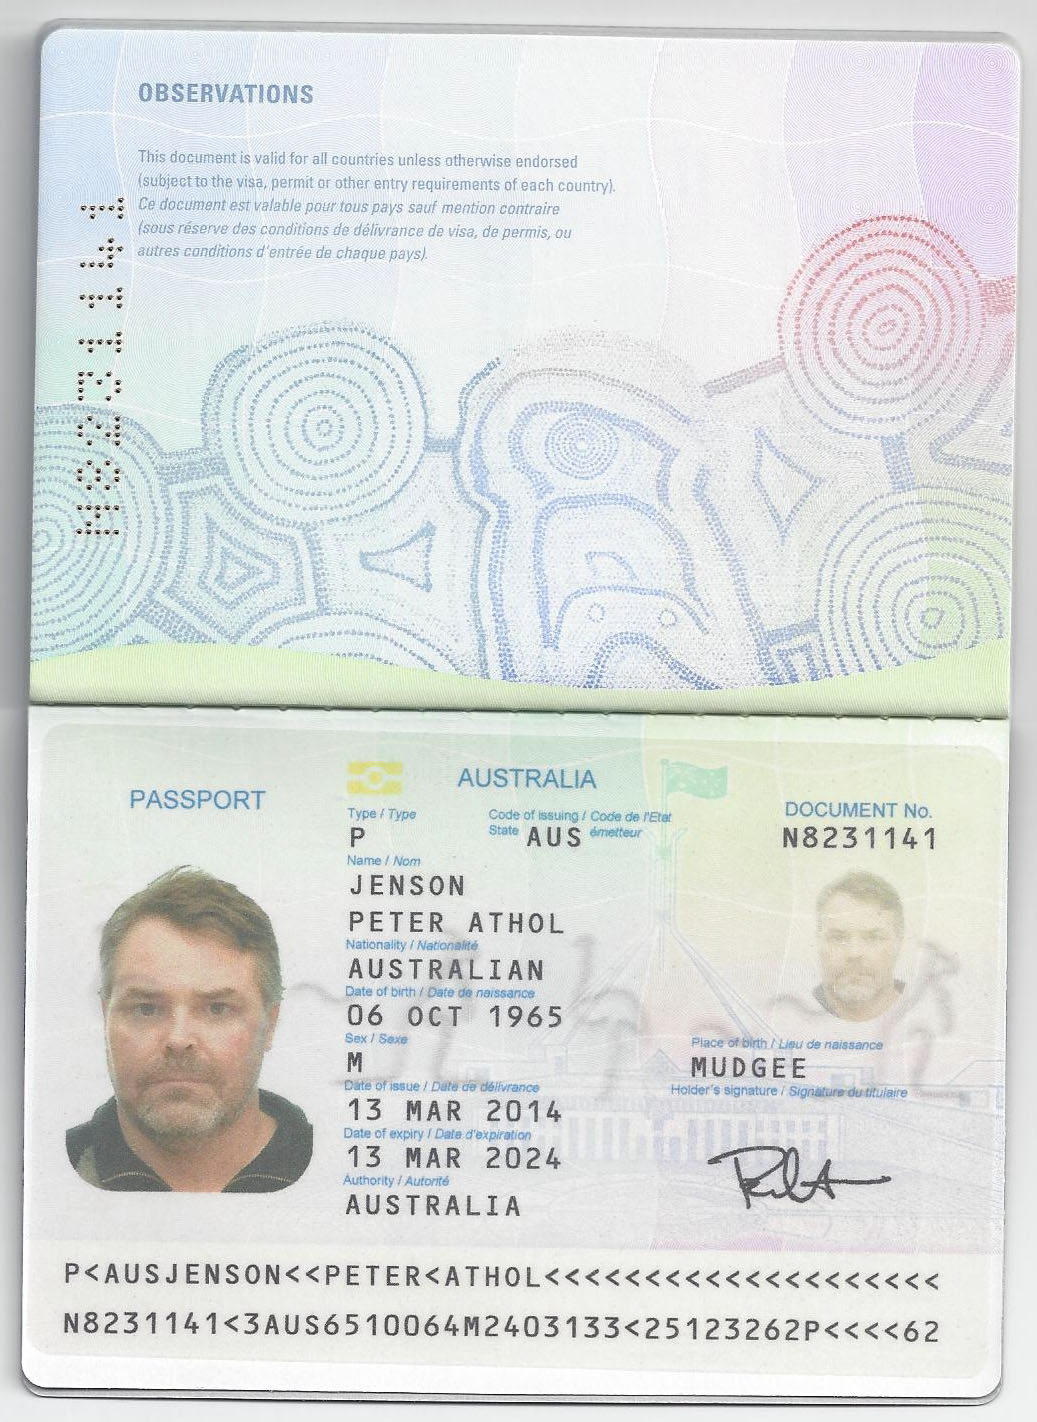 OBSERVATIONS
This document is valid for all countries unless otherwise endorsed
(subject to the visa, permit or other entry requirements of each country).
Ce document est valable pour tous pays sauf mention contraire
(sous réserve des conditions de délivrance de visa, de permis, ou
autres conditions d'entrée de chaque pays).
N8231141
PASSPORT
AUSTRALIA
Type / Type
P
Code of issuing / Code de l'Etat
State AUS émetteur
DOCUMENT No.
N8231141
Name / Nom
JENSON
PETER ATHOL
Nationality / Nationalité
AUSTRALIAN
Date of birth / Date de naissance
06 OCT 1965
Sex / Sexe
M
Place of birth / Lieu de naissance
MUDGEE
Date of issue / Date de délivrance
13 MAR 2014
Holder's signature / Signature du titulaire
Date of expiry / Date d'expiration
13 MAR 2024
Authority / Autorité
AUSTRALIA
P<AUSJENSON<<PETER<ATHOL<<<<<<<<<<<<<<<<<<<<
N8231141<3AUS6510064M2403133<25123262P<<<<62